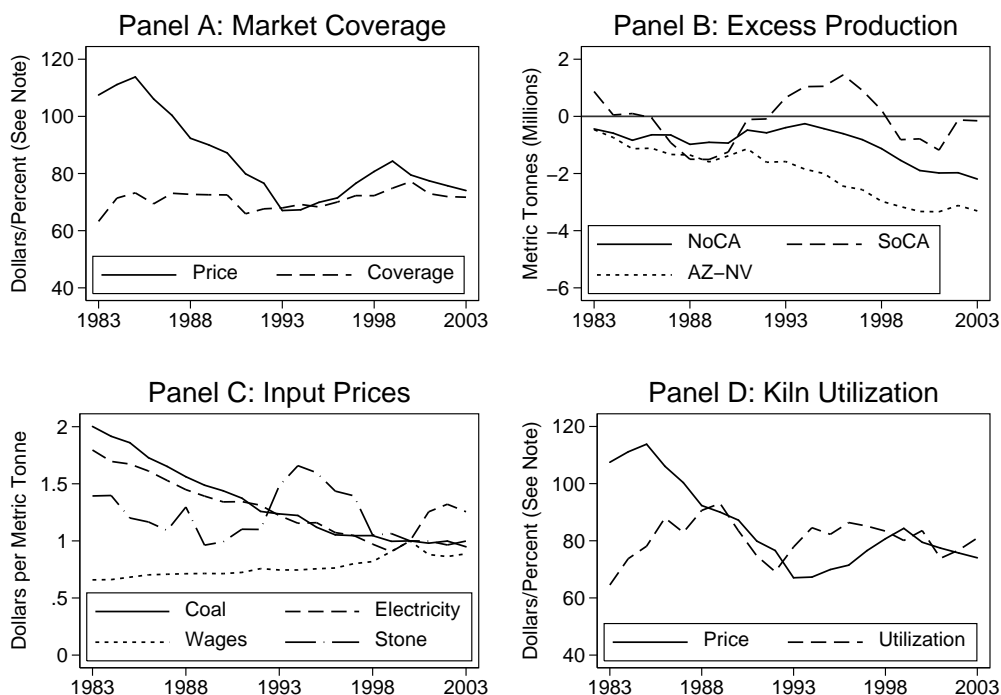 Panel A: Market Coverage
Dollars/Percent (See Note)
120
100
80
60
40
Price
Coverage
1983
1988
1993
1998
2003
Panel B: Excess Production
Metric Tonnes (Millions)
2
0
−2
−4
−6
NoCA
SoCA
AZ−NV
1983
1988
1993
1998
2003
Panel C: Input Prices
Dollars per Metric Tonne
2
1.5
1
.5
0
Coal
Electricity
Wages
Stone
1983
1988
1993
1998
2003
Panel D: Kiln Utilization
Dollars/Percent (See Note)
120
100
80
60
40
Price
Utilization
1983
1988
1993
1998
2003